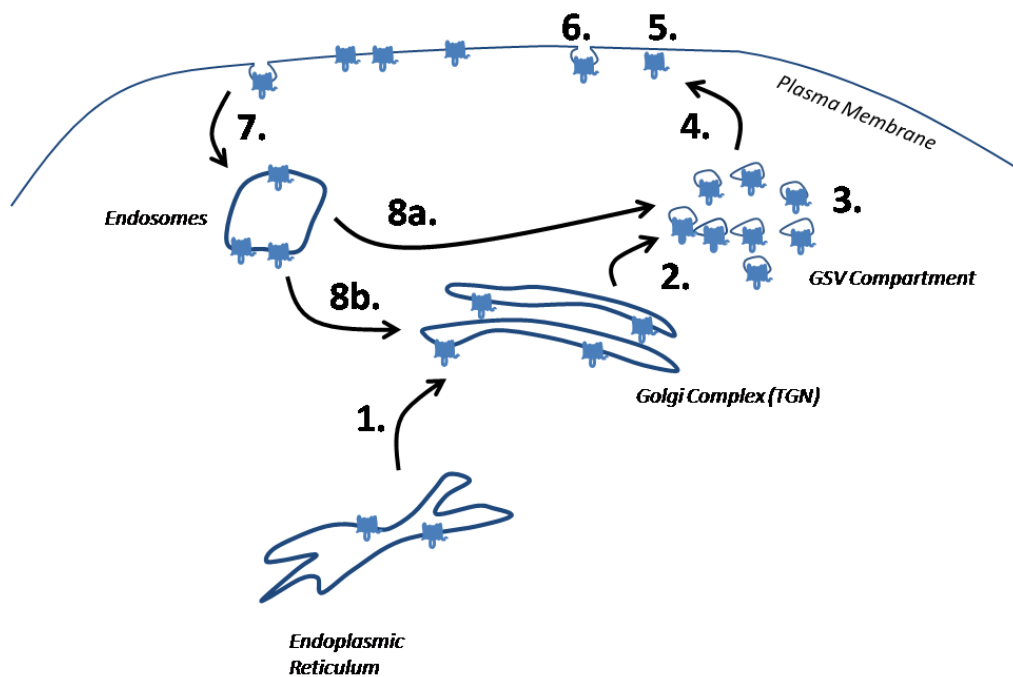 6.
5.
Plasma Membrane
7.
4.
Endosomes
8a.
3.
2.
GSV Compartment
8b.
Golgi Complex (TGN)
1.
Endoplasmic
Reticulum